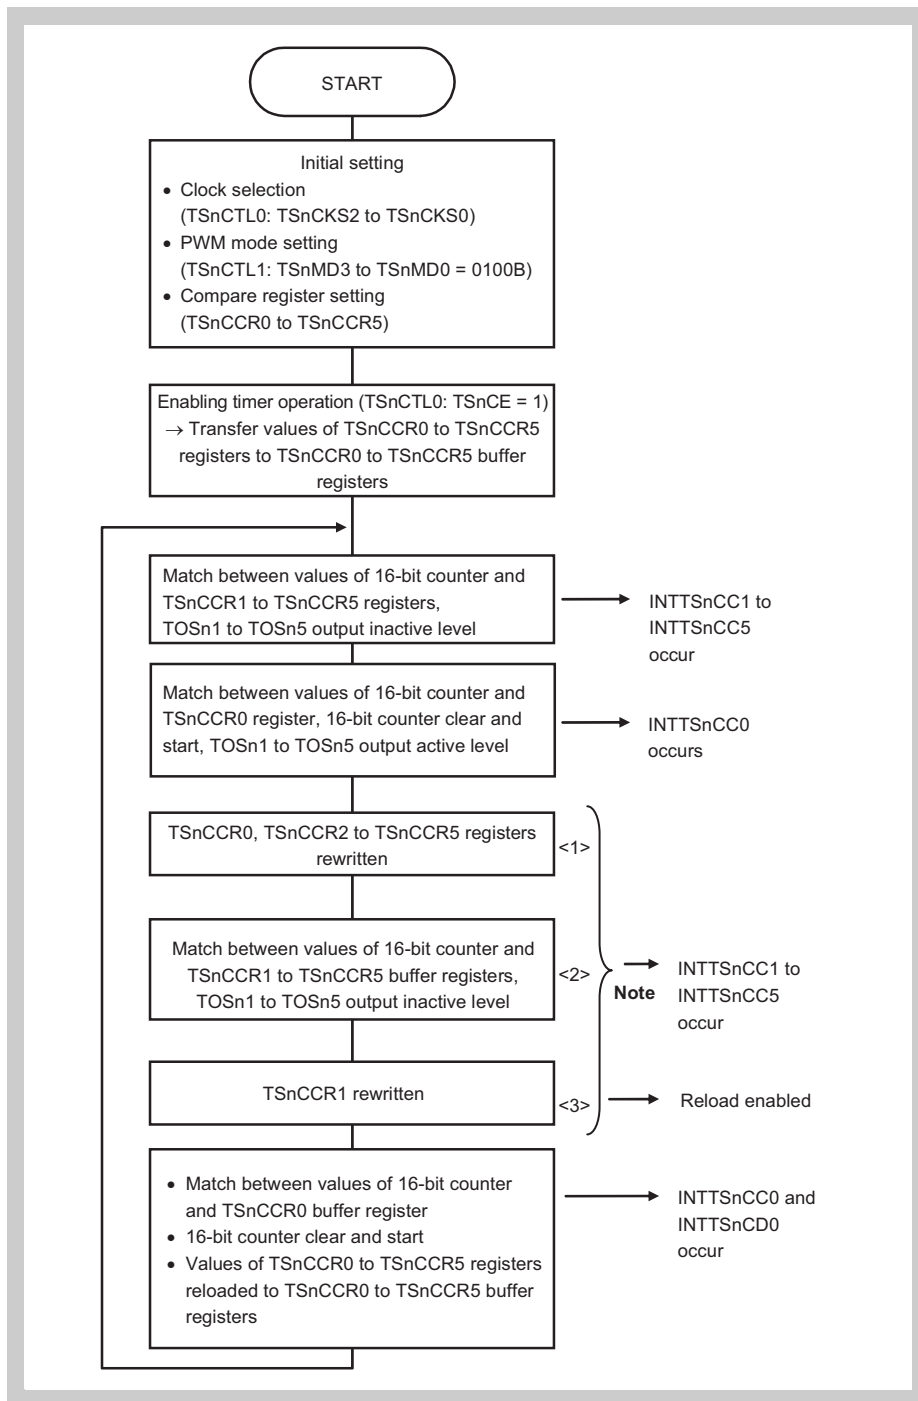 START
Initial setting
• Clock selection
(TSnCTL0: TSnCKS2 to TSnCKS0)
• PWM mode setting
(TSnCTL1: TSnMD3 to TSnMD0 = 0100B)
• Compare register setting
(TSnCCR0 to TSnCCR5)
Enabling timer operation (TSnCTL0: TSnCE = 1)
→ Transfer values of TSnCCR0 to TSnCCR5
registers to TSnCCR0 to TSnCCR5 buffer
registers
Match between values of 16-bit counter and
TSnCCR1 to TSnCCR5 registers,
TOSn1 to TOSn5 output inactive level
INTTSnCC1 to
INTTSnCC5
occur
Match between values of 16-bit counter and
TSnCCR0 register, 16-bit counter clear and
start, TOSn1 to TOSn5 output active level
INTTSnCC0
occurs
TSnCCR0, TSnCCR2 to TSnCCR5 registers
rewritten
<1>
Match between values of 16-bit counter and
TSnCCR1 to TSnCCR5 buffer registers,
TOSn1 to TOSn5 output inactive level
<2>
Note
INTTSnCC1 to
INTTSnCC5
occur
TSnCCR1 rewritten
<3>
Reload enabled
• Match between values of 16-bit counter
and TSnCCR0 buffer register
• 16-bit counter clear and start
• Values of TSnCCR0 to TSnCCR5 registers
reloaded to TSnCCR0 to TSnCCR5 buffer
registers
INTTSnCC0 and
INTTSnCD0
occur